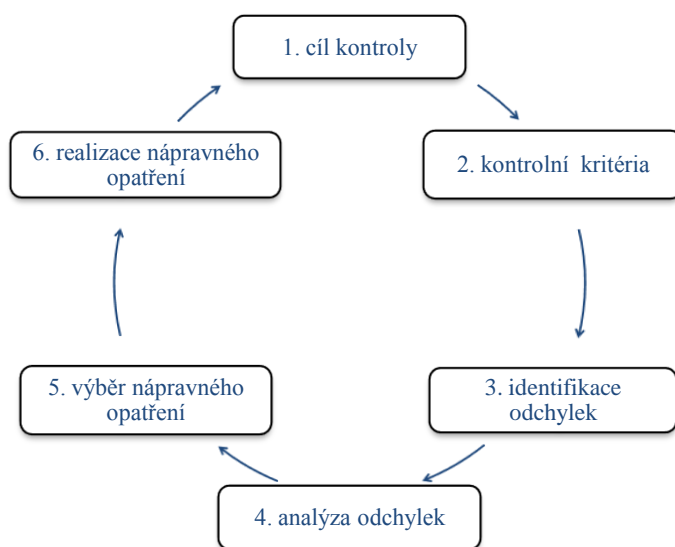 1. cíl kontroly
2. kontrolní kritéria
3. identifikace
odchylek
4. analýza odchylek
5. výběr nápravného
opatření
6. realizace nápravného
opatření